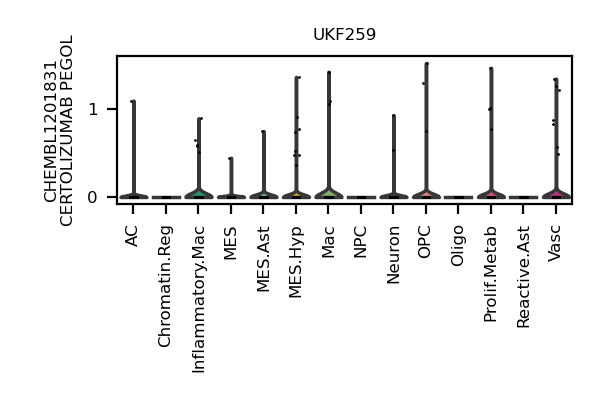 UKF259
CHEMBL1201831
CERTOLIZUMAB PEGOL
1
0
AC
Chromatin.Reg
Inflammatory.Mac
MES
MES.Ast
MES.Hyp
Mac
NPC
Neuron
OPC
Oligo
Prolif.Metab
Reactive.Ast
Vasc